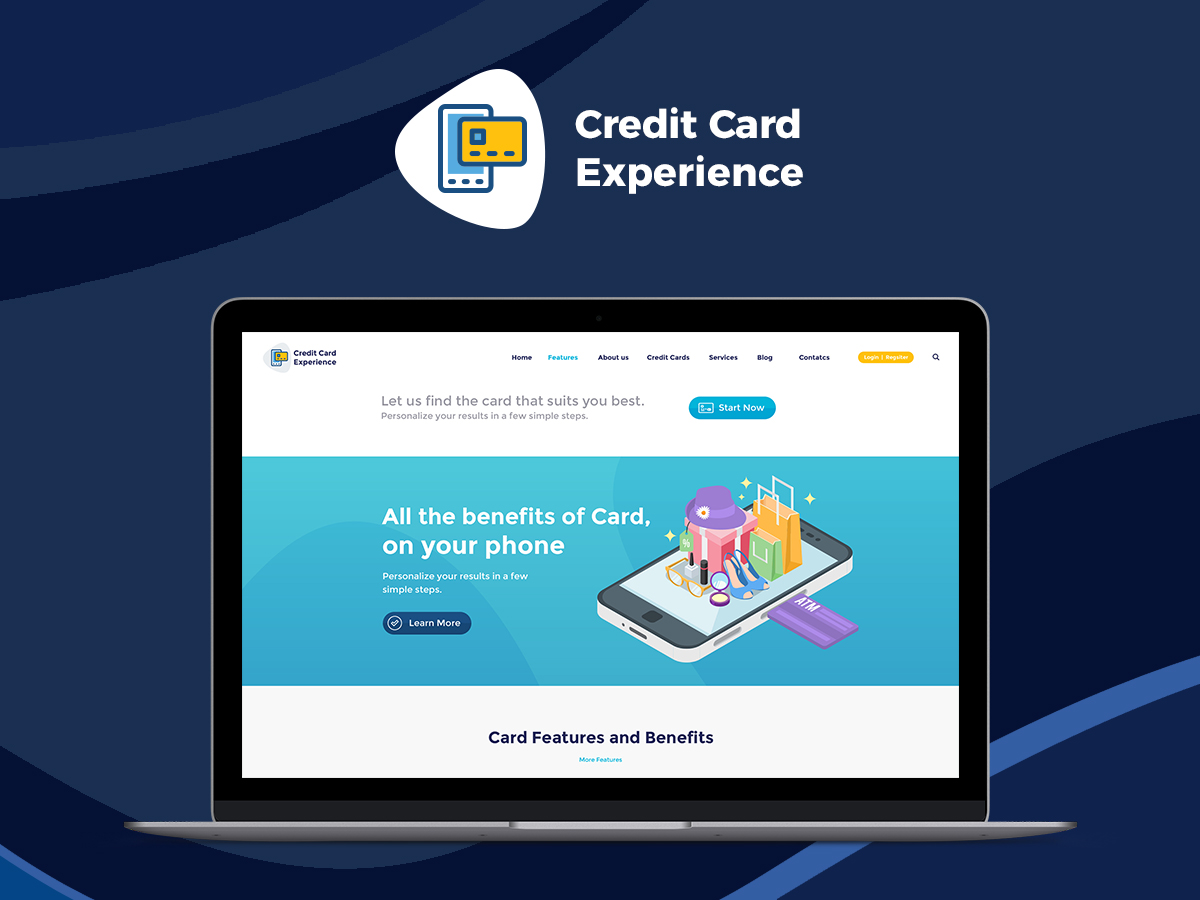 Credit Card
Experience
Credit Card
Experience
Home Features About us Credit Cards Services Blog Contatcs Login | Regsiter
Let us find the card that suits you best.
Personalize your results in a few simple steps.
Start Now
All the benefits of Card,
on your phone
Personalize your results in a few
simple steps.
Learn More
%
ATM
Card Features and Benefits
More Features